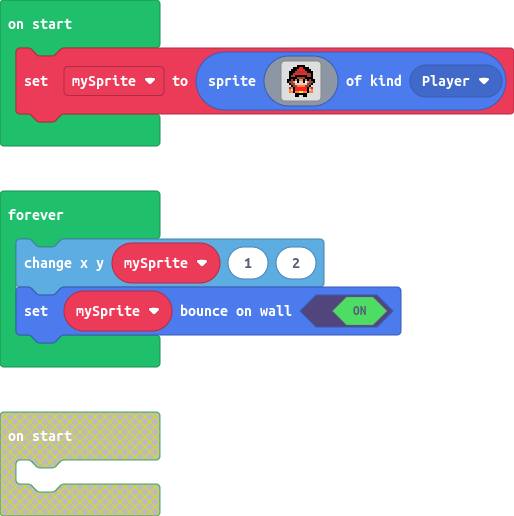 on start
set mySprite to sprite of kind Player
forever
change x y mySprite 1 2
set mySprite bounce on wall ON
on start